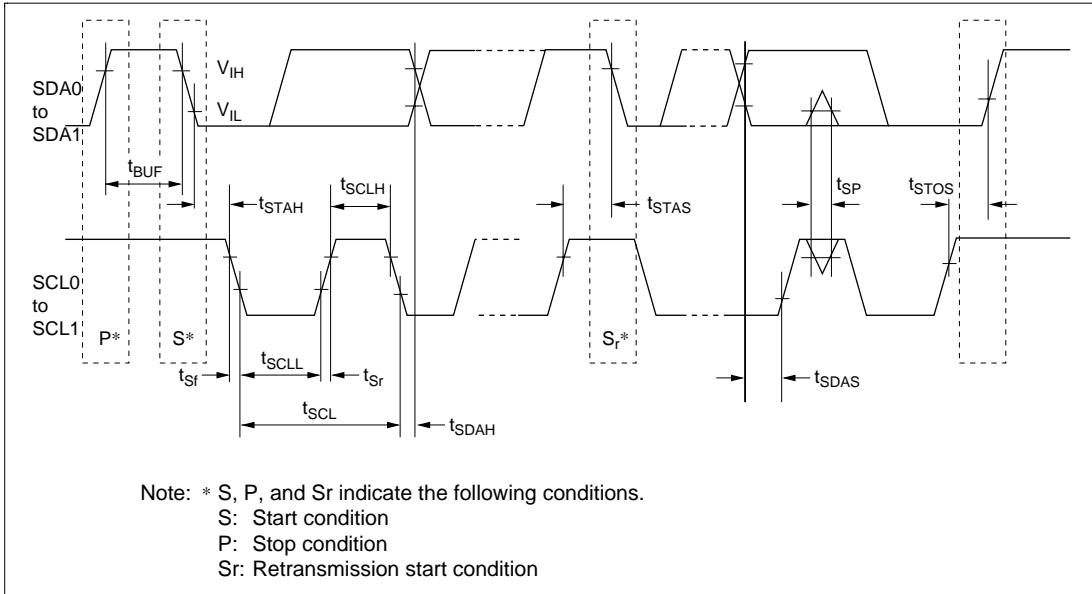 SDA0
to
SDA1
VIH
VIL
tBUF
tSTAH
tSCLH
tSTAS
tSP
tSTOS
SCL0
to
SCL1
P*
S*
Sr*
tSf
tSCLL
tSr
tSDAS
tSCL
tSDAH
Note: * S, P, and Sr indicate the following conditions.
S: Start condition
P: Stop condition
Sr: Retransmission start condition